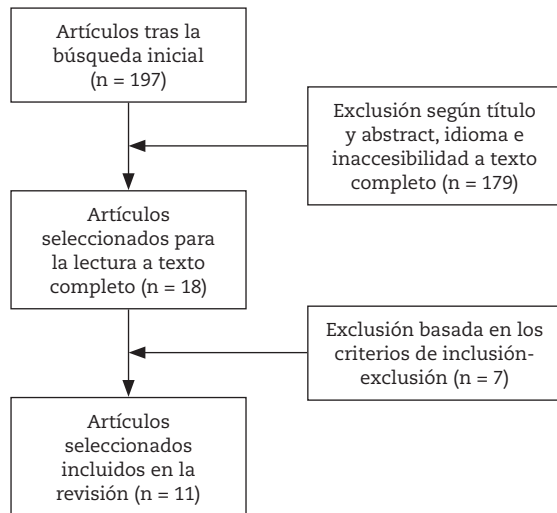 Artículos tras la
búsqueda inicial
(n = 197)
Exclusión según título
y abstract, idioma e
inaccesibilidad a texto
completo (n = 179)
Artículos
seleccionados para
la lectura a texto
completo (n = 18)
Exclusión basada en los
criterios de inclusión-
exclusión (n = 7)
Artículos
seleccionados
incluidos en la
revisión (n = 11)